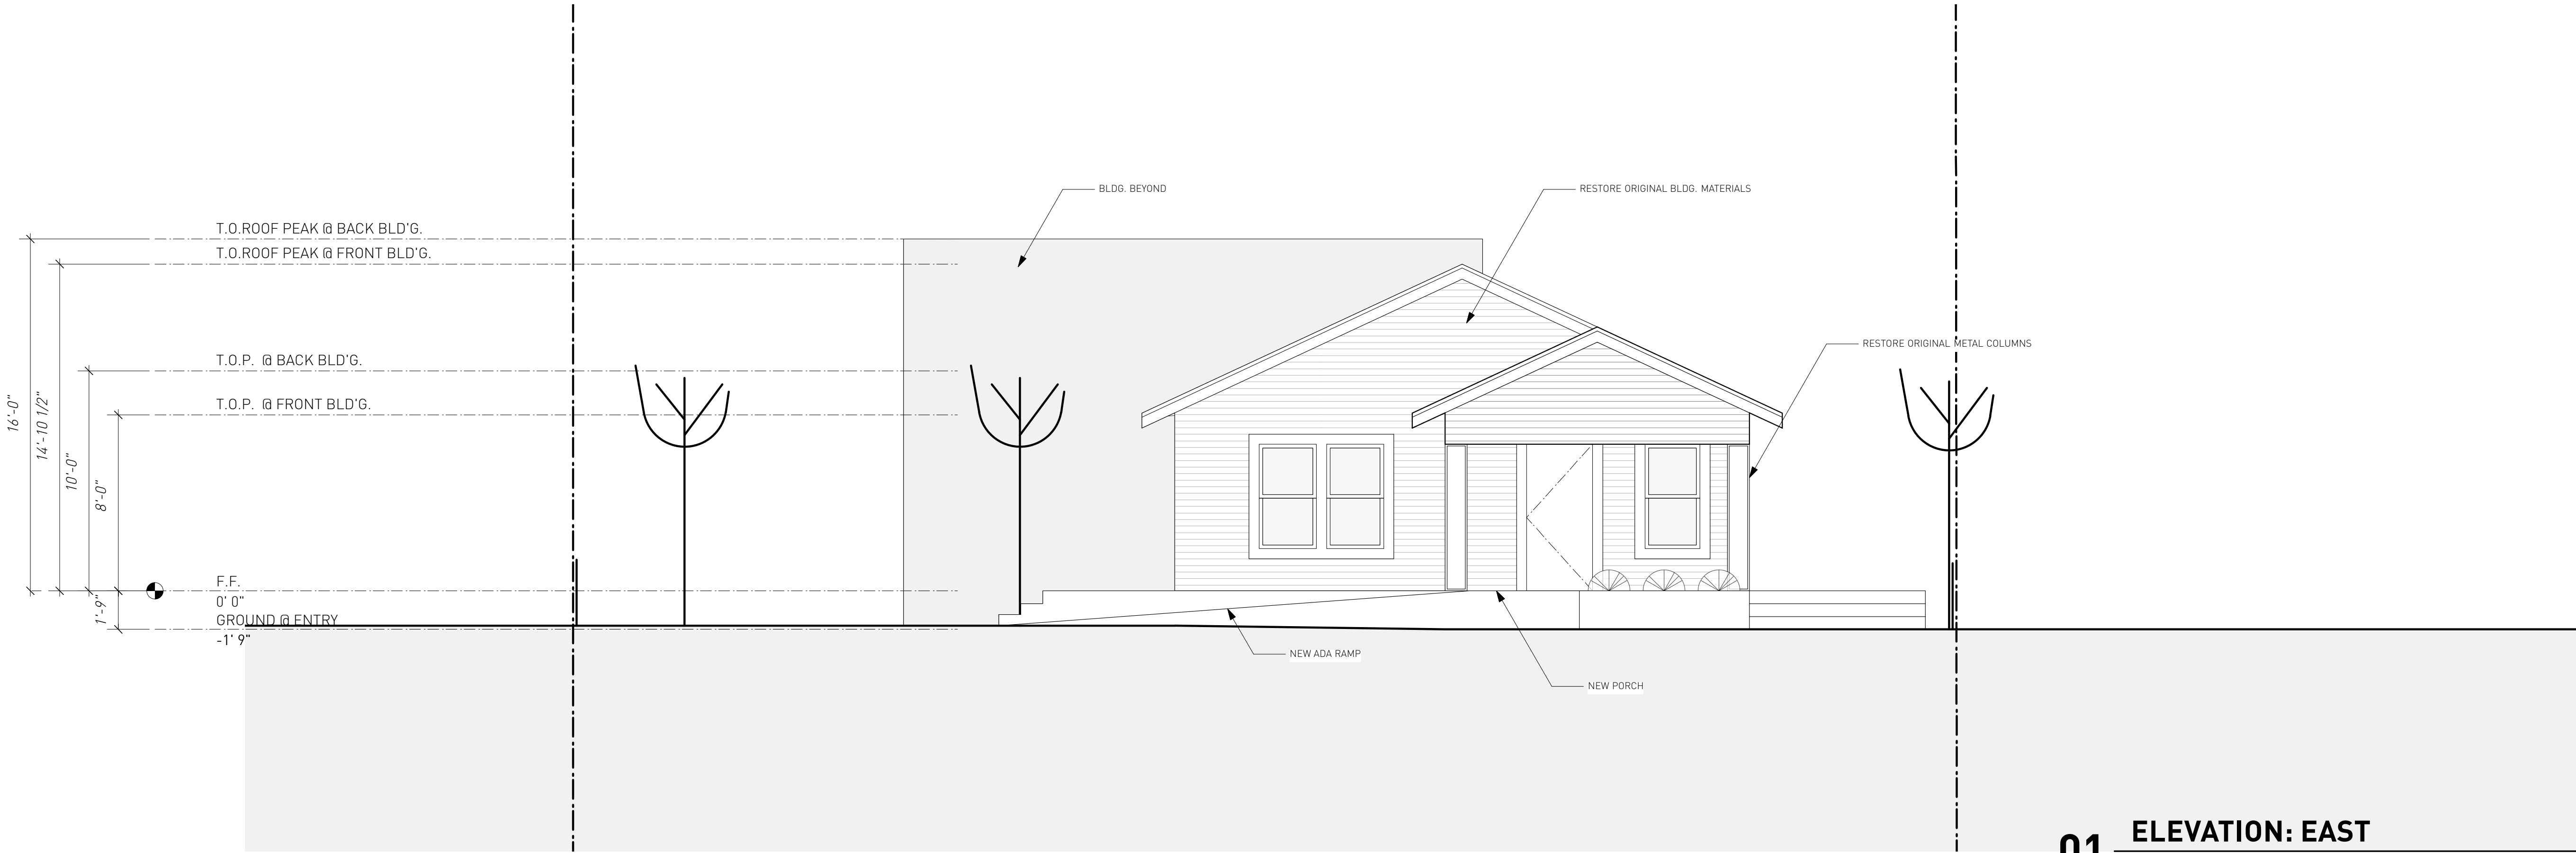 BLDG. BEYOND
RESTORE ORIGINAL BLDG. MATERIALS
T.O.ROOF PEAK @ BACK BLD'G.
T.O.ROOF PEAK @ FRONT BLD'G.
RESTORE ORIGINAL METAL COLUMNS
T.O.P. @ BACK BLD'G.
T.O.P. @ FRONT BLD'G.
16'-0"
14'-10 1/2"
10'-0"
8'-0"
1'-9"
F.F.
0' 0"
GROUND @ ENTRY
-1' 9"
NEW ADA RAMP
NEW PORCH
01
ELEVATION: EAST